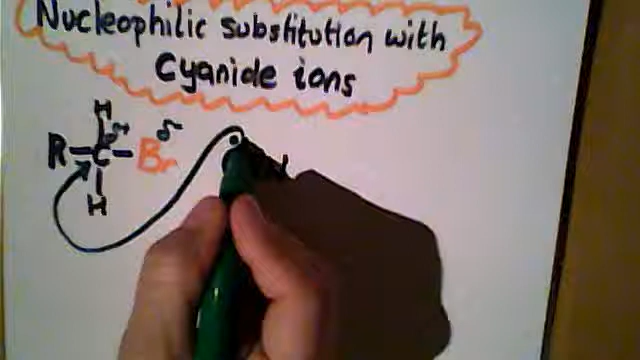 Nucleophilic substitution with
Cyanide ions
H
δ+ δ-
R-C-Br
H